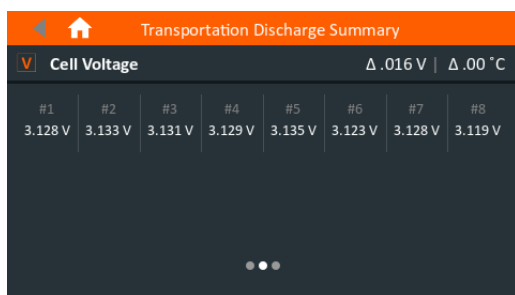 Transportation Discharge Summary
V Cell Voltage Δ .016 V | Δ .00 °C
#1 #2 #3 #4 #5 #6 #7 #8
3.128 V 3.133 V 3.131 V 3.129 V 3.135 V 3.123 V 3.128 V 3.119 V